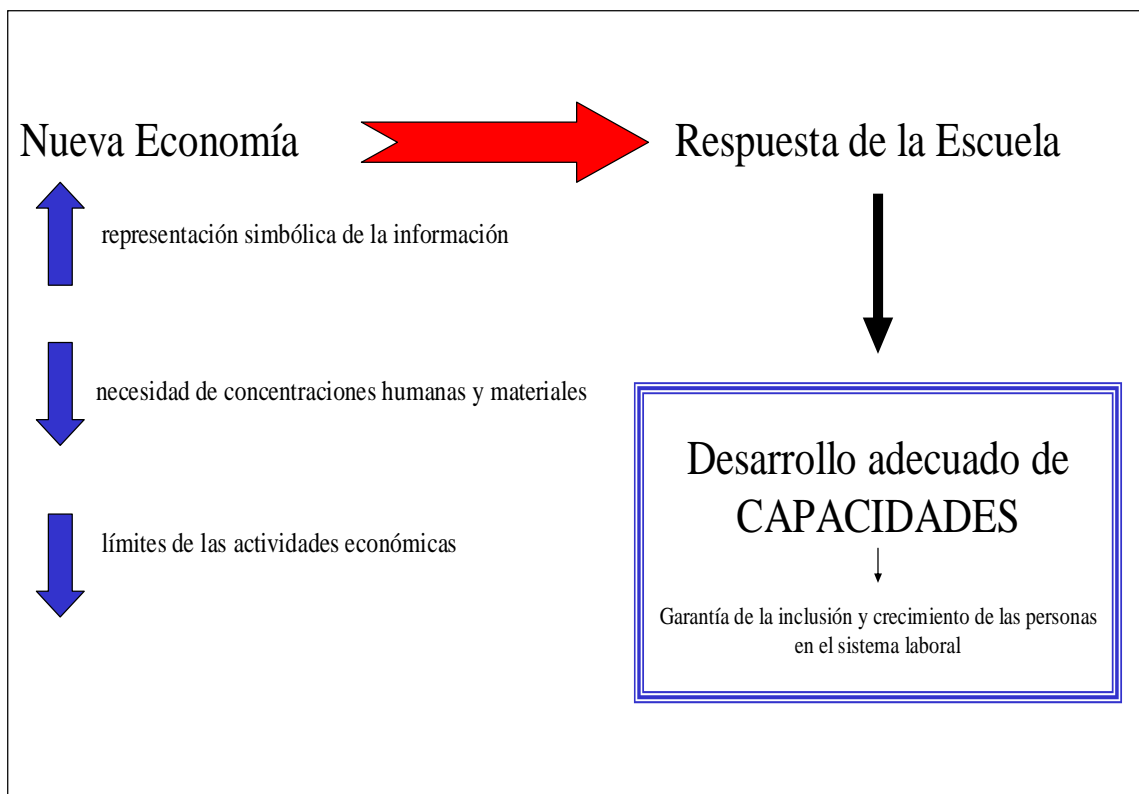 Nueva Economía
representación simbólica de la información
necesidad de concentraciones humanas y materiales
límites de las actividades económicas
Respuesta de la Escuela
Desarrollo adecuado de
CAPACIDADES
Garantía de la inclusión y crecimiento de las personas
en el sistema laboral